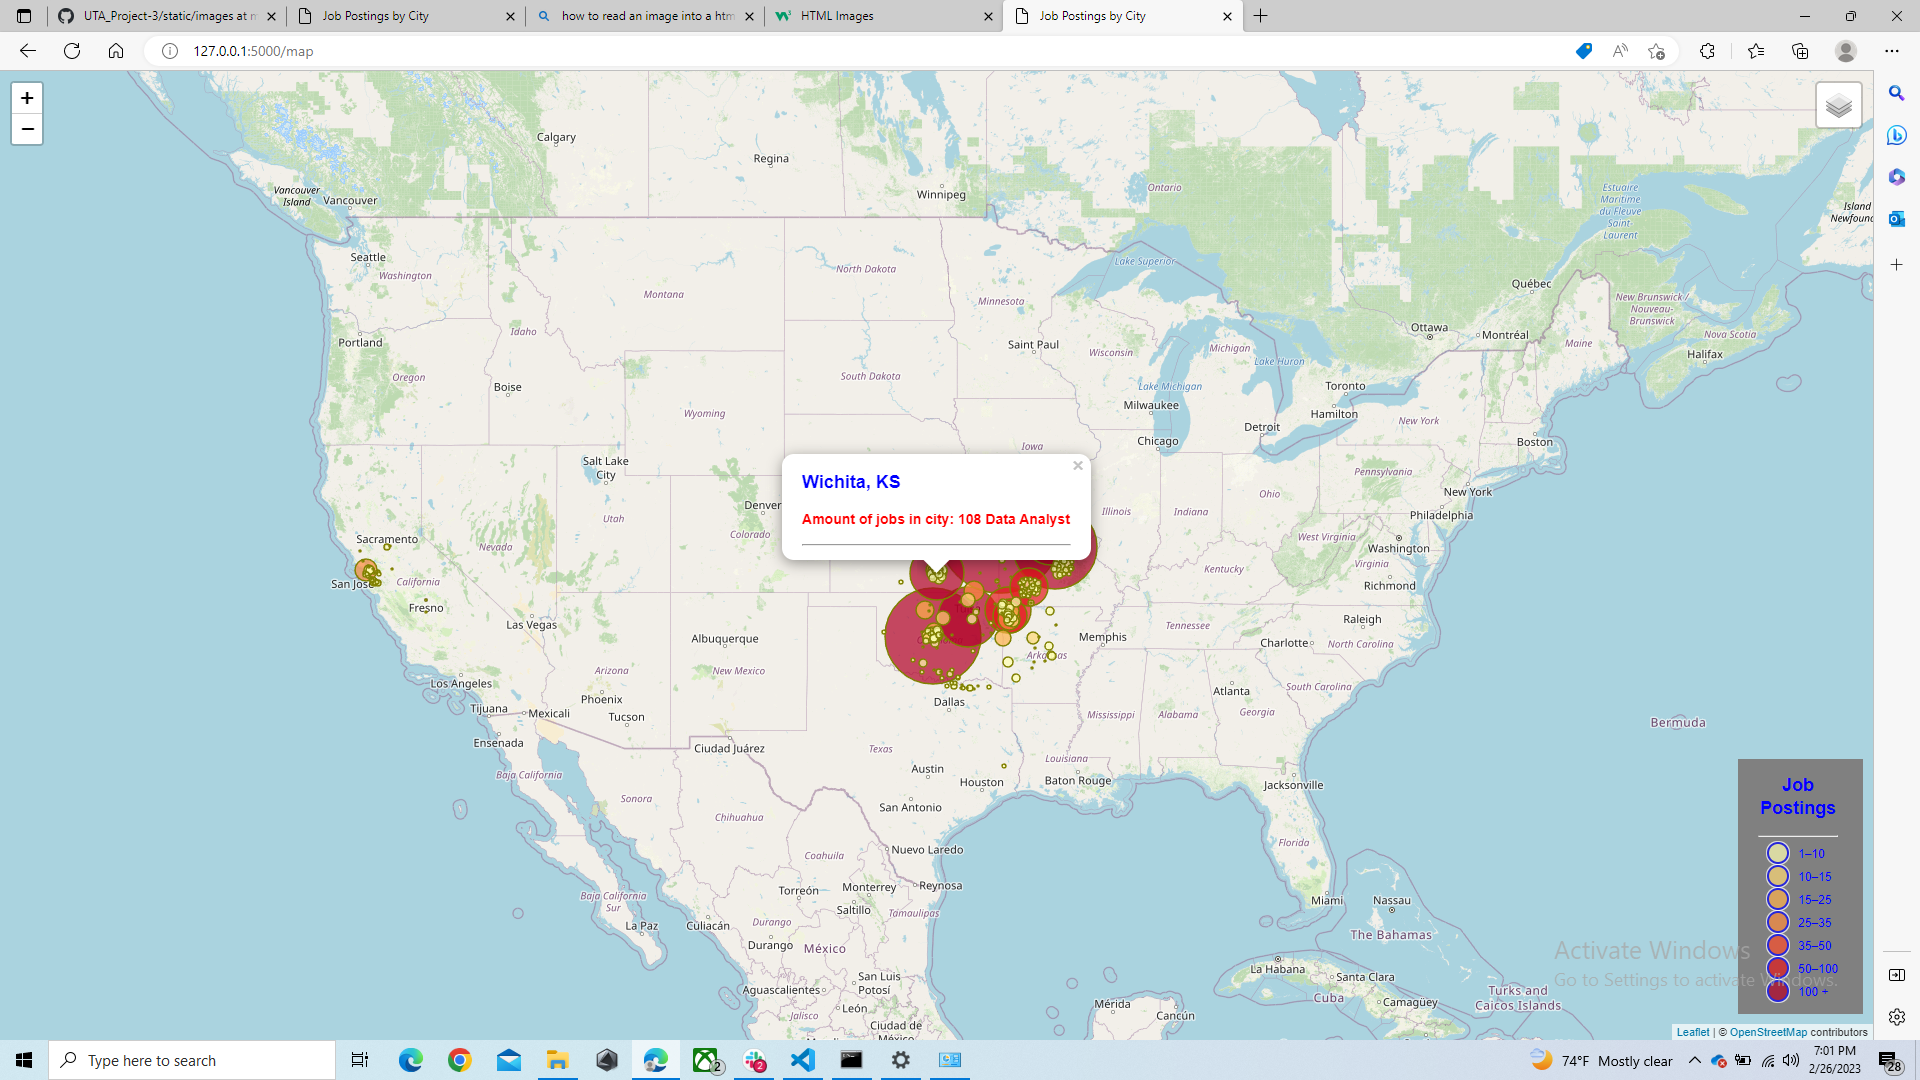 UTA_Project-3/static/images at m
Job Postings by City
how to read an image into a htm
HTML Images
Job Postings by City
127.0.0.1:5000/map
+
−
Calgary
Regina
Winnipeg
Vancouver Island
Vancouver
Ontario
Estuaire Maritime du Fleuve Saint-Laurent
Island
Newfound
Seattle
Washington
North Dakota
Lake Superior
Québec
Montana
Minnesota
New Brunswick / Nouveau-Brunswick
Idaho
Portland
Saint Paul
Ottawa
Montréal
Maine
Nova Scotia
Wisconsin
Michigan
Lake Huron
Halifax
Oregon
Boise
South Dakota
Lake Michigan
Toronto
Milwaukee
Hamilton
Wyoming
New York
Detroit
Chicago
Boston
Iowa
Salt Lake City
Wichita, KS
Amount of jobs in city: 108 Data Analyst
×
Pennsylvania
New York
Ohio
Denver
Illinois
Indiana
Philadelphia
Utah
Colorado
Sacramento
Nevada
West Virginia
Washington
Virginia
Kentucky
Richmond
San Jose
California
Fresno
Las Vegas
Albuquerque
Memphis
Tennessee
Raleigh
Charlotte
North Carolina
Arkansas
Arizona
New Mexico
Los Angeles
South Carolina
Atlanta
Phoenix
Dallas
Tijuana
Mexicali
Tucson
Mississippi
Alabama
Georgia
Bermuda
Ensenada
Ciudad Juárez
Texas
Louisiana
Austin
Houston
Baton Rouge
Jacksonville
Baja California
Sonora
San Antonio
Chihuahua
Florida
Nuevo Laredo
Coahuila
Torreón
Monterrey
Reynosa
Saltillo
Baja California Sur
Tamaulipas
La Paz
Culiacán
Durango
Durango
México
Miami
Nassau
The Bahamas
La Habana
Santa Clara
Cuba
Camagüey
Turks and Caicos Islands
San Luis Potosí
Aguascalientes
León
Jalisco
Ciudad de México
Mérida
Cancún
Job
Postings
1–10
10–15
15–25
25–35
35–50
50–100
100 +
Activate Windows
Go to Settings to activate Windows.
Leaflet | © OpenStreetMap contributors
Type here to search
2
2
74°F Mostly clear
7:01 PM
2/26/2023
28